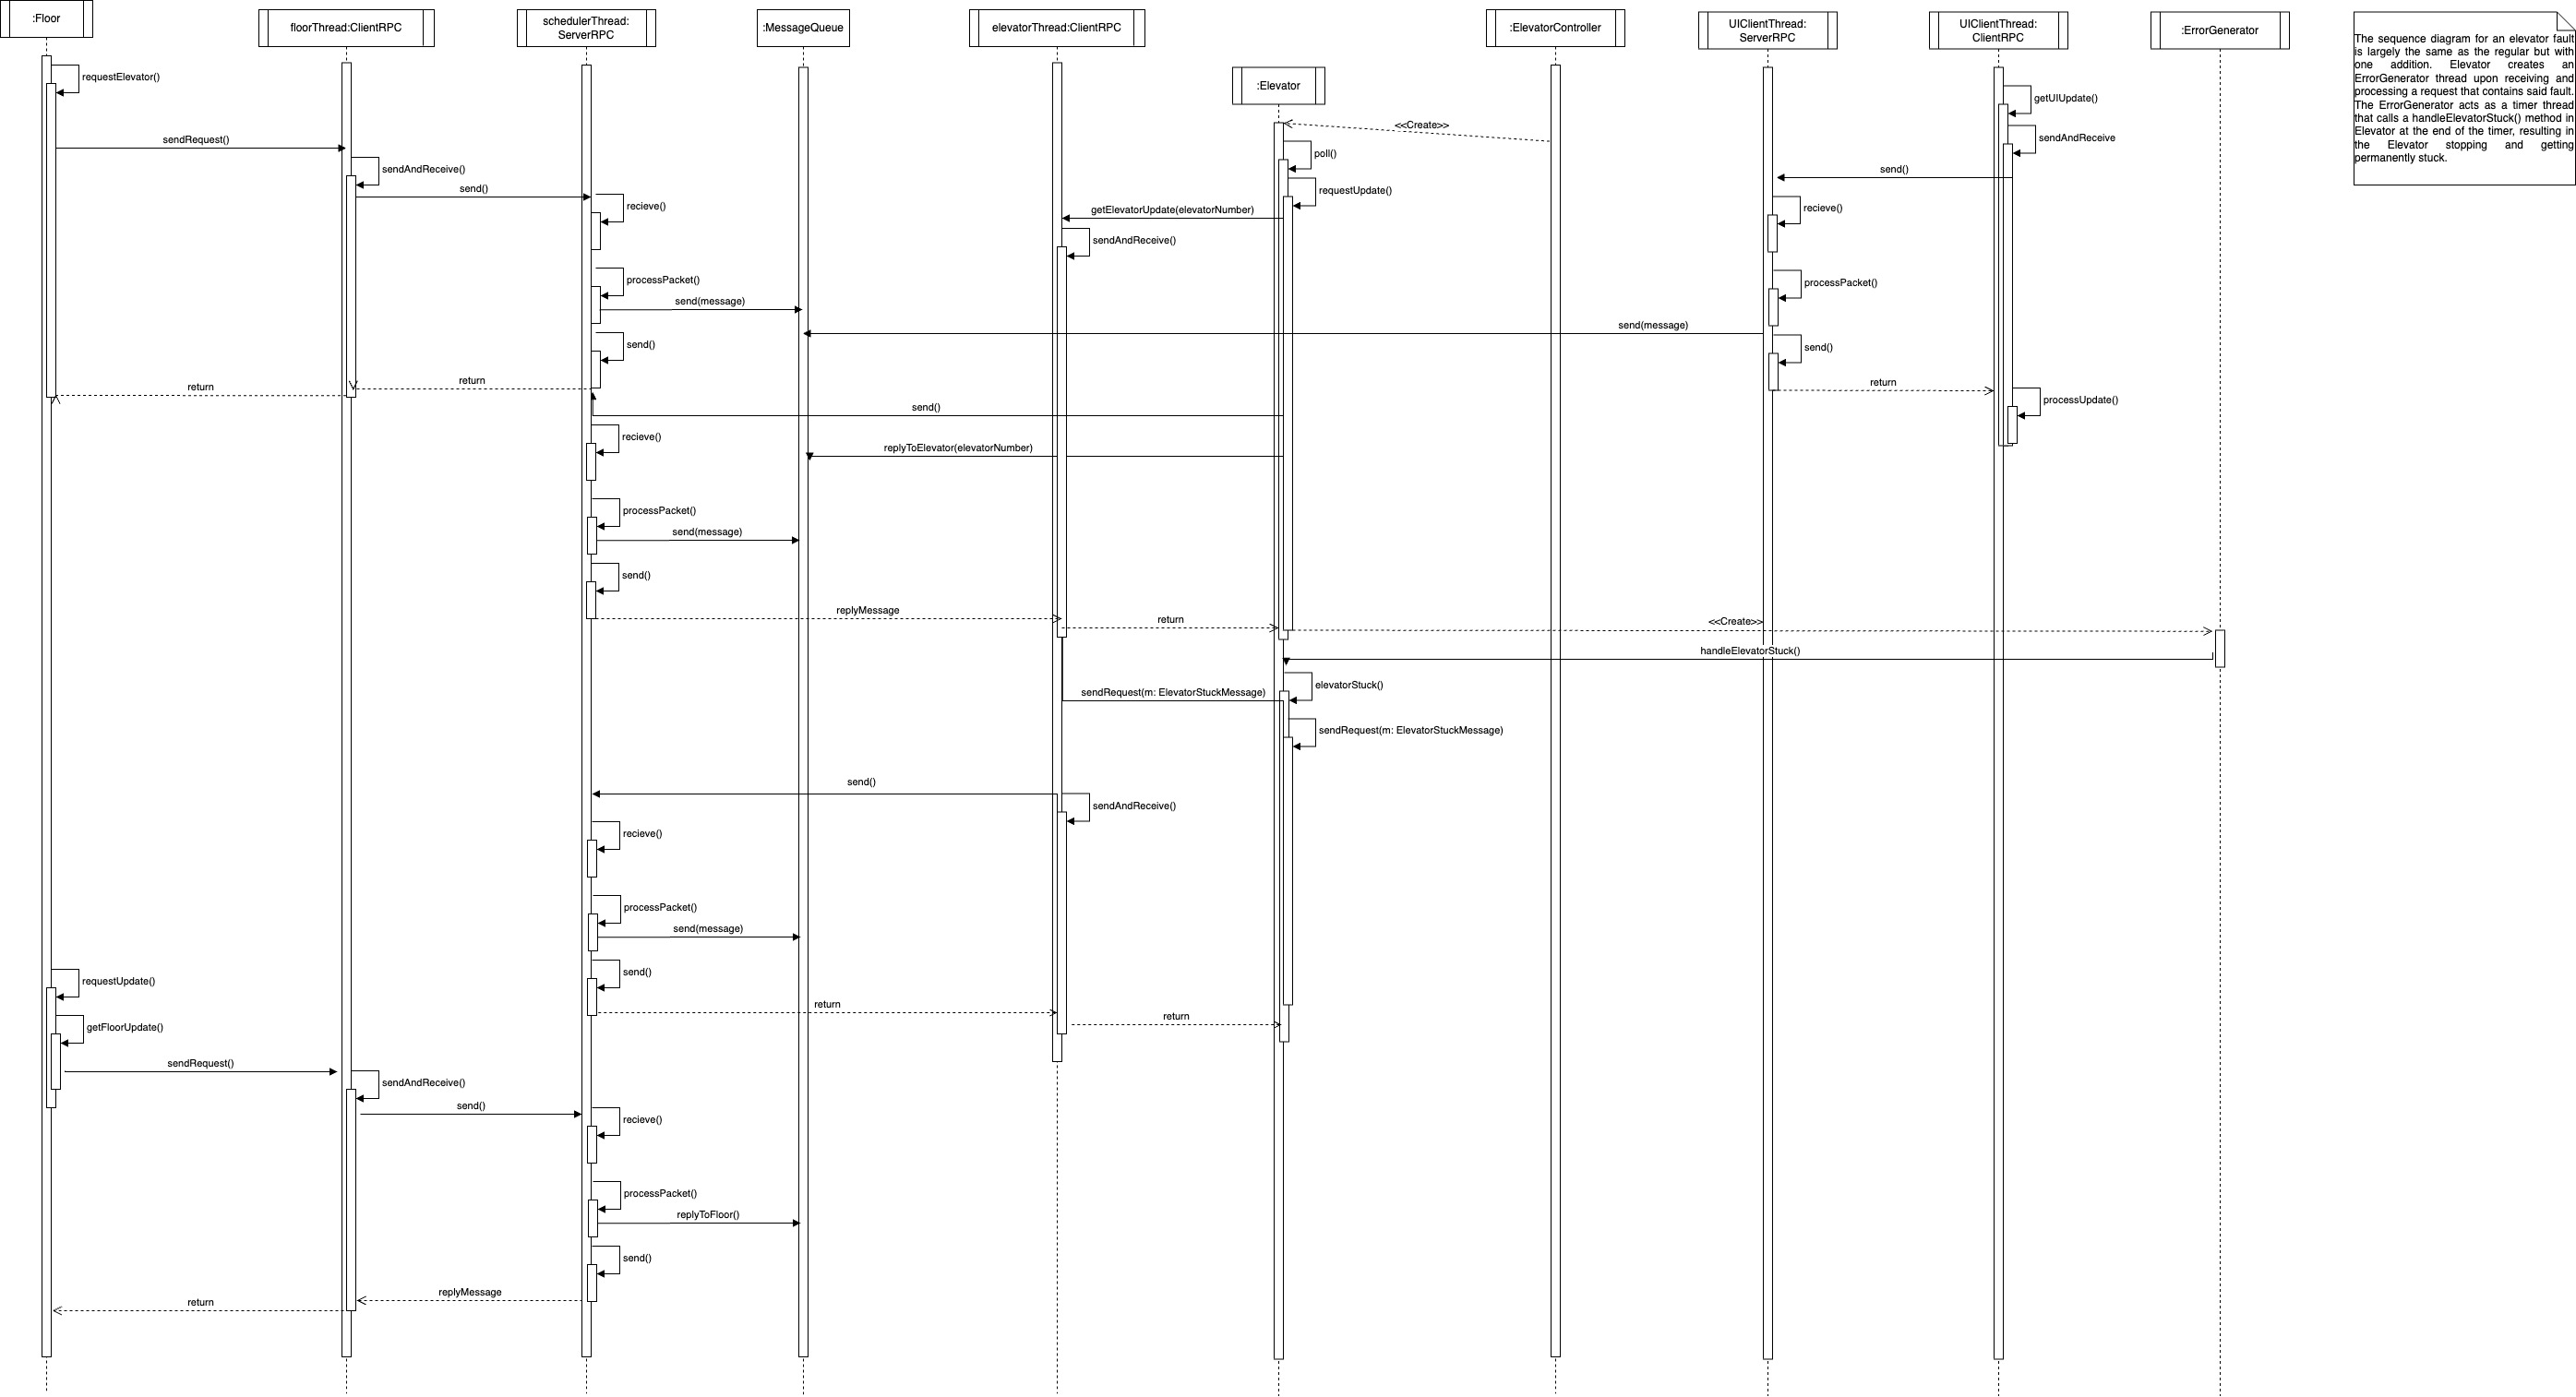 :Floor
floorThread:ClientRPC
schedulerThread:
ServerRPC
:MessageQueue
elevatorThread:ClientRPC
:Elevator
:ElevatorController
UIClientThread:
ServerRPC
UIClientThread:
ClientRPC
:ErrorGenerator
The sequence diagram for an elevator fault
is largely the same as the regular but with
one addition. Elevator creates an
ErrorGenerator thread upon receiving and
processing a request that contains said fault.
The ErrorGenerator acts as a timer thread
that calls a handleElevatorStuck() method in
Elevator at the end of the timer, resulting in
the Elevator stopping and getting
permanently stuck.
requestElevator()
getUIUpdate()
<<Create>>
sendAndReceive
sendRequest()
poll()
sendAndReceive()
send()
send()
requestUpdate()
recieve()
getElevatorUpdate(elevatorNumber)
recieve()
sendAndReceive()
processPacket()
processPacket()
send(message)
send(message)
send()
send()
return
return
return
processUpdate()
send()
recieve()
replyToElevator(elevatorNumber)
processPacket()
send(message)
send()
replyMessage
return
<<Create>>
handleElevatorStuck()
elevatorStuck()
sendRequest(m: ElevatorStuckMessage)
sendRequest(m: ElevatorStuckMessage)
send()
sendAndReceive()
recieve()
processPacket()
send(message)
send()
requestUpdate()
return
return
getFloorUpdate()
sendRequest()
sendAndReceive()
send()
recieve()
processPacket()
replyToFloor()
send()
replyMessage
return